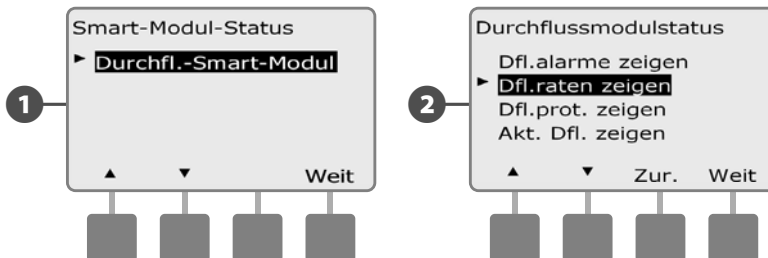 1
Smart-Modul-Status
► Durchfl.-Smart-Modul
▲ ▼ Weit
2
Durchflussmodulstatus
Dfl.alarme zeigen
► Dfl.raten zeigen
Dfl.prot. zeigen
Akt. Dfl. zeigen
▲ ▼ Zur. Weit